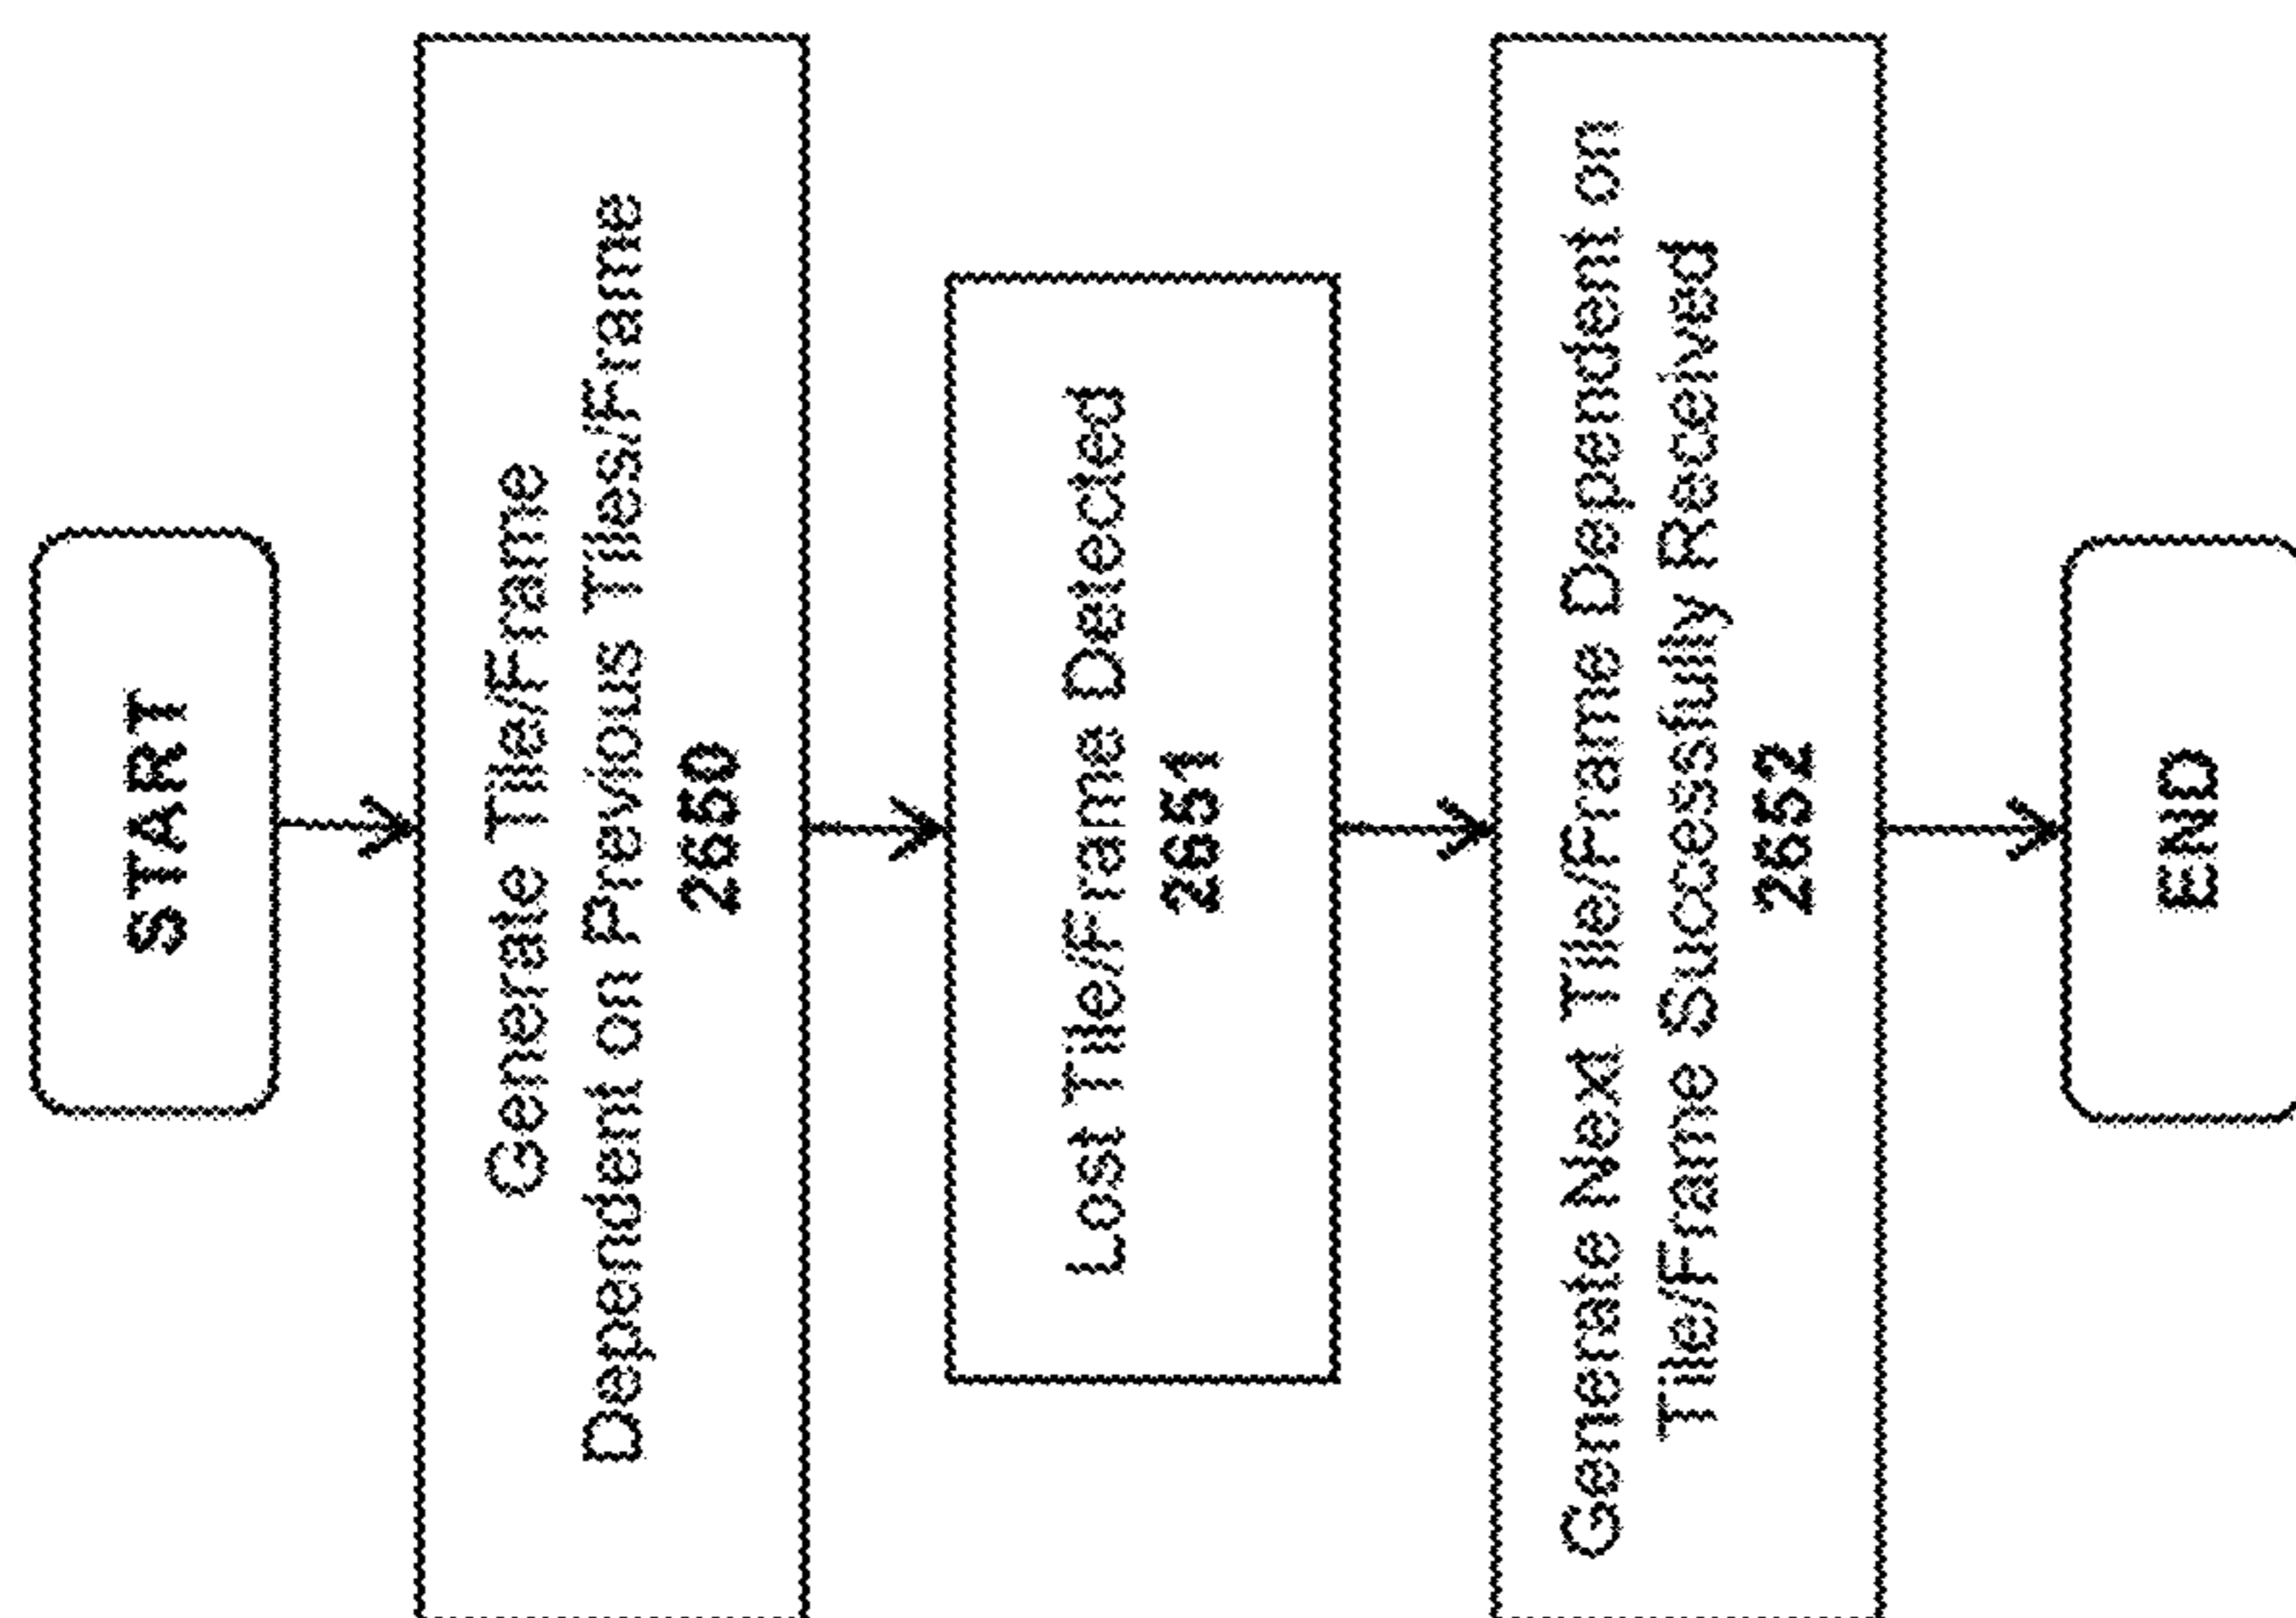 START
Generate Tile/Frame
Dependent on Previous Tiles/Frame
2650
Lost Tile/Frame Detected
2651
Generate Next Tile/Frame Dependent on
Tile/Frame Successfully Received
2652
END